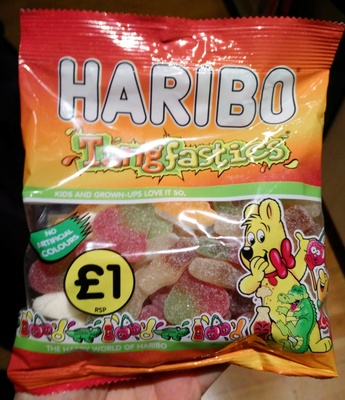 HARIBO
Tangfastics
KIDS AND GROWN-UPS LOVE IT SO,
NO
ARTIFICIAL
COLOURS
£1
RSP
THE HAPPY WORLD OF HARIBO